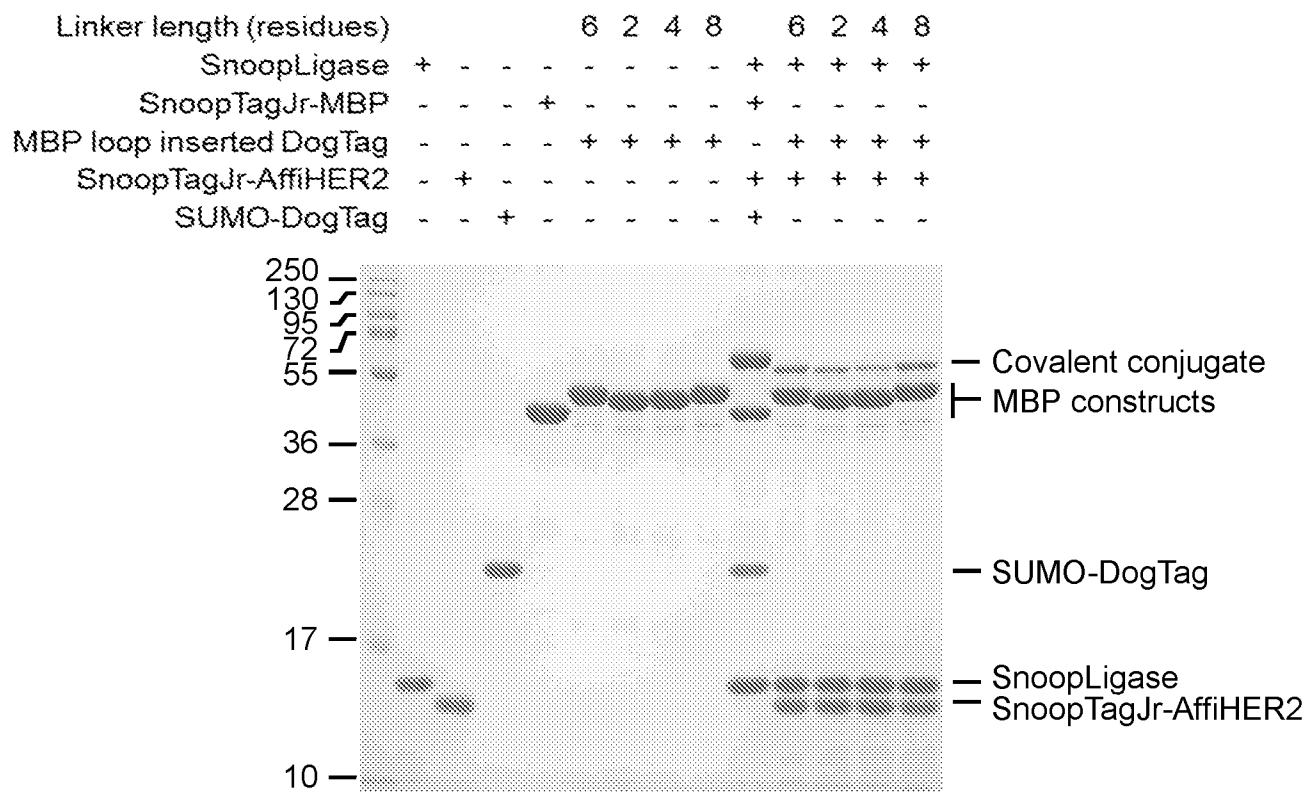 Linker length (residues) 6 2 4 8 6 2 4 8
SnoopLigase + - - - - - - - + + + + +
SnoopTagJr-MBP - - - + - - - - + - - - -
MBP loop inserted DogTag - - - - + + + + - + + + +
SnoopTagJr-AffiHER2 - + - - - - - - + + + + +
SUMO-DogTag - - + - - - - - + - - - -
250
130
95
72
55
36
28
17
10
Covalent conjugate
MBP constructs
SUMO-DogTag
SnoopLigase
SnoopTagJr-AffiHER2